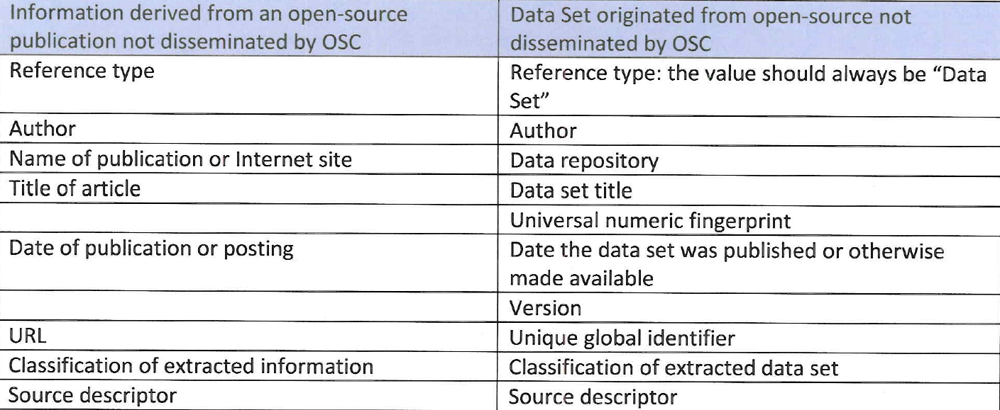 Information derived from an open-source
publication not disseminated by OSC
Data Set originated from open-source not
disseminated by OSC
Reference type
Reference type: the value should always be “Data
Set”
Author
Author
Name of publication or Internet site
Data repository
Title of article
Data set title
Universal numeric fingerprint
Date of publication or posting
Date the data set was published or otherwise
made available
Version
URL
Unique global identifier
Classification of extracted information
Classification of extracted data set
Source descriptor
Source descriptor